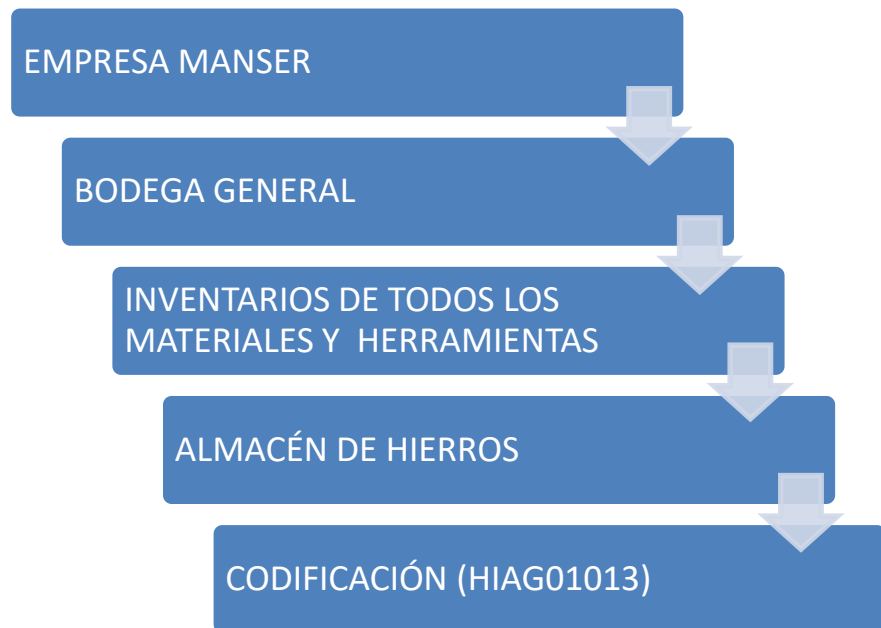 EMPRESA MANSER
BODEGA GENERAL
INVENTARIOS DE TODOS LOS
MATERIALES Y HERRAMIENTAS
ALMACÉN DE HIERROS
CODIFICACIÓN (HIAG01013)